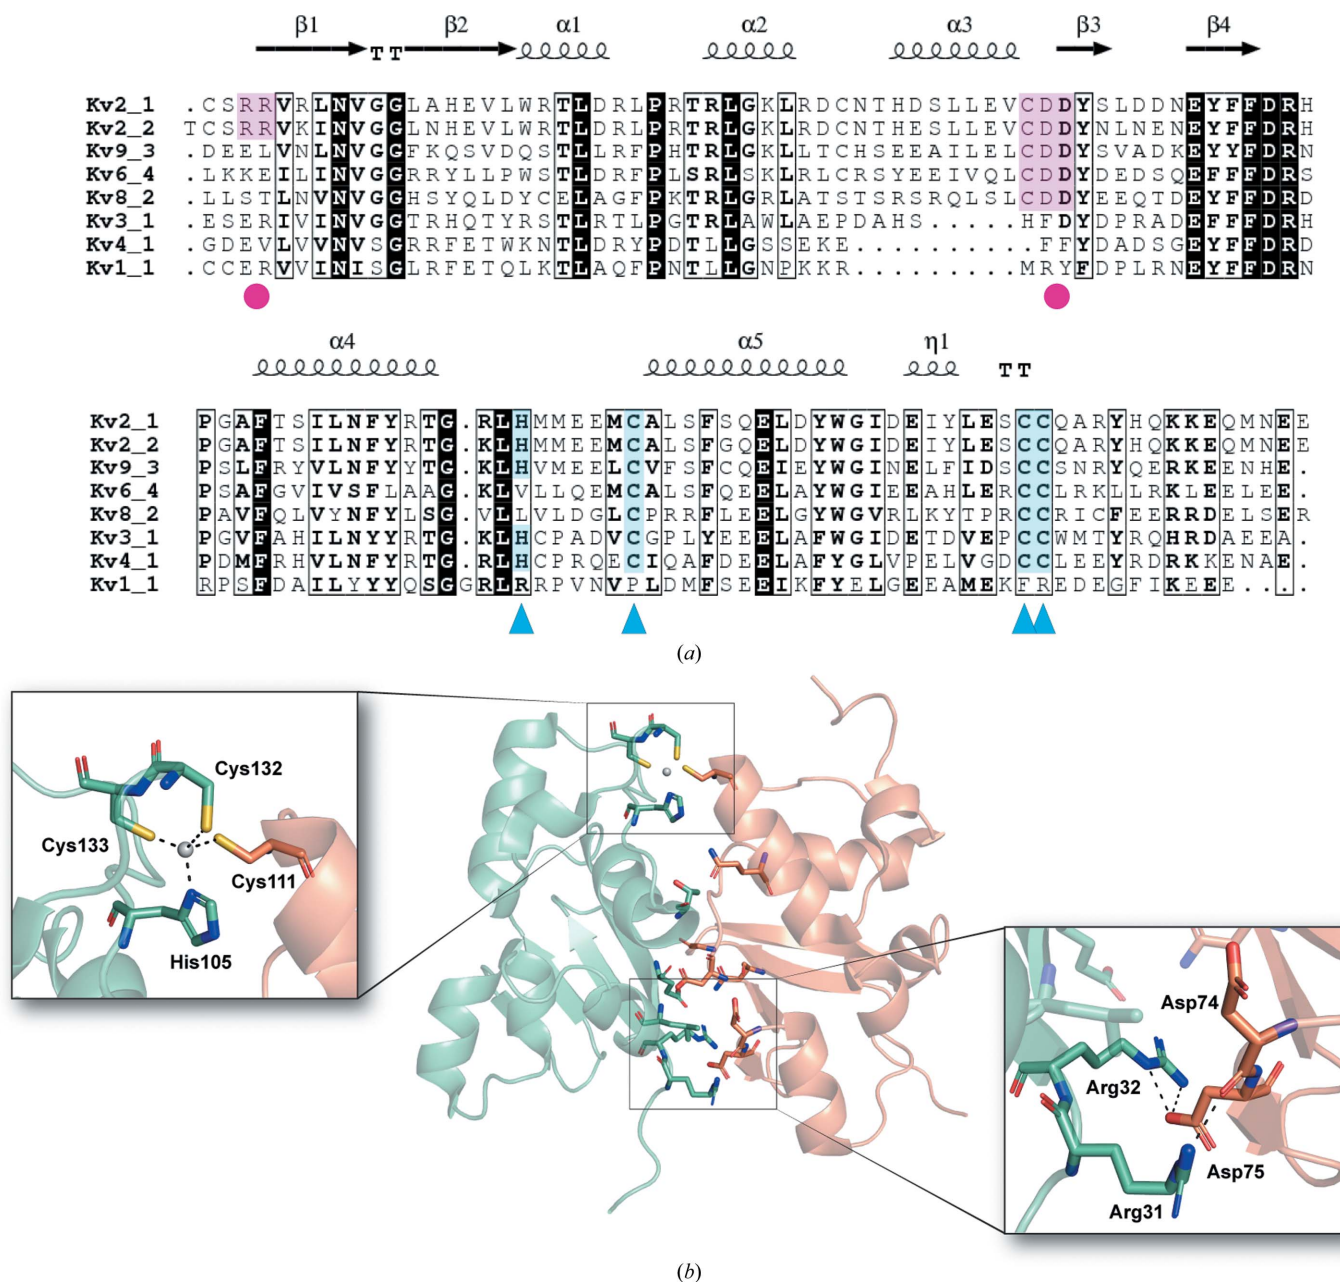 β1 β2 α1 α2 α3 β3 β4
T T
Kv2_1 .CSRRVRLNVGGLAHEVLWRTLDRLPRTRLGKLRDCNTHDSLLEVCDDYSLDDNEYFFDRH
Kv2_2 TCSRRVKINVGGLNHEVLWRTLDRLPRTRLGKLRDCNTHESLLEVCDDYNLNENEYFFDRH
Kv9_3 .DEELVNLNVGGFKQSVDQSTLLRFPHTRLGKLLTCHSEEAILELCDDYSVADKEYYFDRN
Kv6_4 .LKKEILINVGGRRYLLPWSTLDRFPLSRLSKLRLCRSYEEIVQLCDDYDEDSQEFFFDRS
Kv8_2 .LLSTLNVNVGGHSYQLDYCELAGFPKTRLGRLATSTSRSRQLSLCDDYEEQTDEYFFDRD
Kv3_1 .ESERIVINVGGTRHQTYRSTLRTLPGTRLAWLAEPDAHS.....HFDYDPRADEFFFDRH
Kv4_1 .GDEVLVVNVSGRRFETWKNTLDRYPDTLLGSSEKE..........FFYDADSGEYFFDRD
Kv1_1 .CCERVVINISGLRFETQLKTLAQFPNTLLGNPKKR.........MRYFDPLRNEYFFDRN
α4 α5 η1
T T
Kv2_1 PGAFTSILNFYRTG.RLHMMEEMCALSFSQELDYWGIDEIYLESCCQARYHQKKEQMNEE
Kv2_2 PGAFTSILNFYRTG.KLHMMEEMCALSFGQELDYWGIDEIYLESCCQARYHQKKEQMNEE
Kv9_3 PSLFRYVLNFYYTG.KLHVMEELCVFSFCQEIEYWGINELFIDSCCSNRYQERKEENHE.
Kv6_4 PSAFGVIVSFLAAG.KLVLLQEMCALSFQEELAYWGIEEAHLERCCLRKLLRKLEELEE.
Kv8_2 PAVFQLVYNFYLSG.VLLVLDGLCPRRFLEELGYWGVRLKYTPRCCRICFEERRDELSER
Kv3_1 PGVFAHILNYYRTG.KLHCPADVCGPLYEEELAFWGIDETDVEPCCWMTYRQHRDAEEA.
Kv4_1 PDMFRHVLNFYRTG.RLHCPRQECIQAFDEELAFYGLVPELVGDCCLEEYRDRKKENAE.
Kv1_1 RPSFDAILYYYQSGGRLRRPVNVPLDMFSEEIKFYELGEEAMEKFREDEGFIKEEE....
(a)
Cys132
Cys133
Cys111
His105
Asp74
Arg32
Asp75
Arg31
(b)